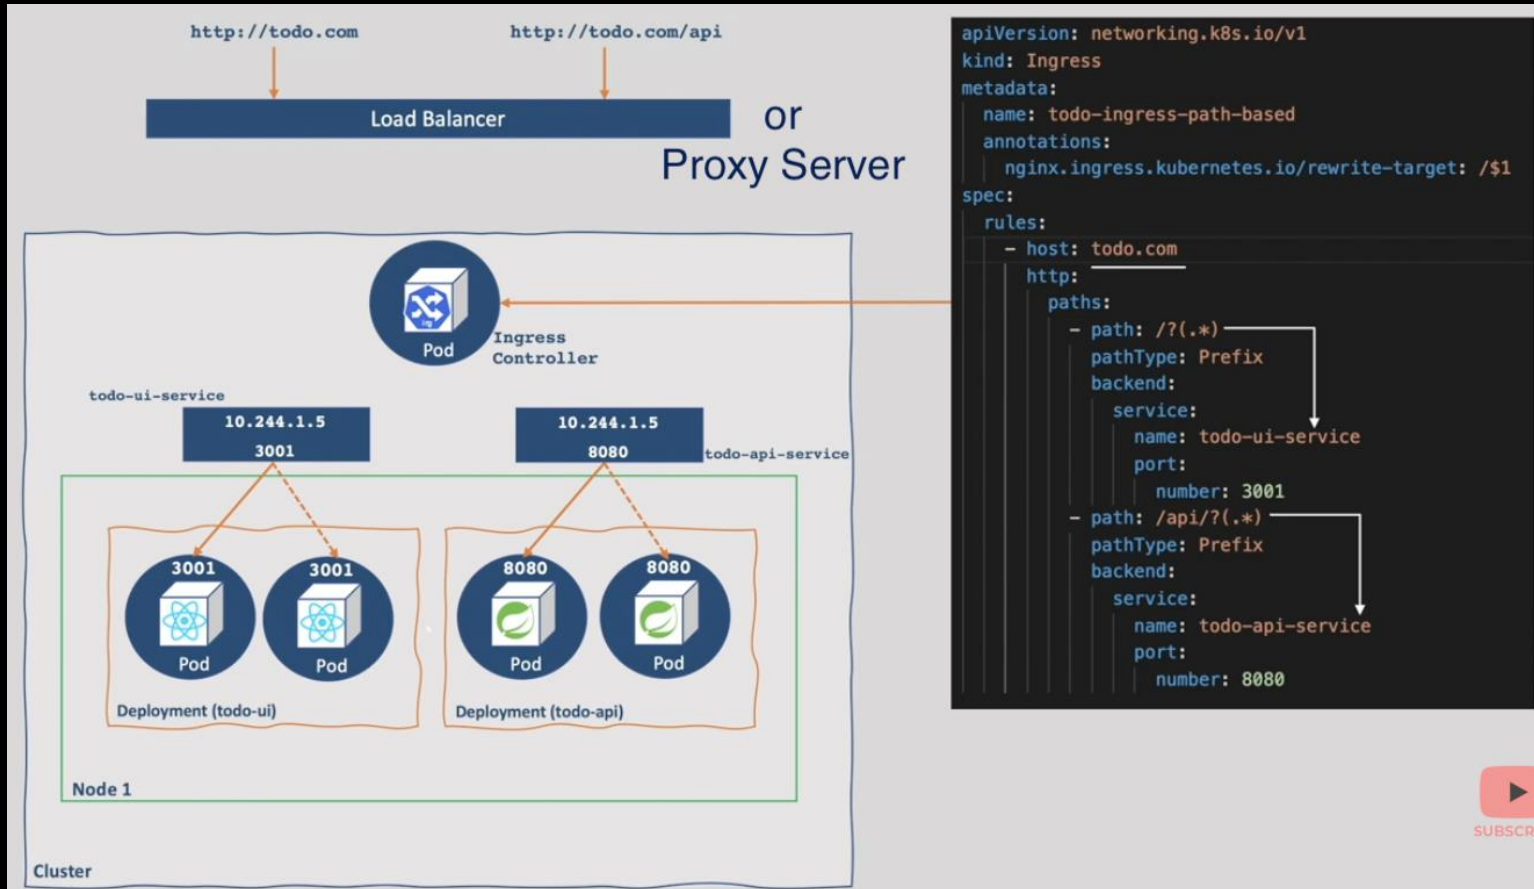 http://todo.com
http://todo.com/api
Load Balancer
or
Proxy Server
Pod
Ingress
Controller
todo-ui-service
10.244.1.5
3001
10.244.1.5
8080
todo-api-service
3001
3001
8080
8080
Pod
Pod
Pod
Pod
Deployment (todo-ui)
Deployment (todo-api)
Node 1
Cluster
apiVersion: networking.k8s.io/v1
kind: Ingress
metadata:
  name: todo-ingress-path-based
  annotations:
    nginx.ingress.kubernetes.io/rewrite-target: /$1
spec:
  rules:
    - host: todo.com
      http:
        paths:
          - path: /?(.*)
            pathType: Prefix
            backend:
              service:
                name: todo-ui-service
                port:
                  number: 3001
          - path: /api/?(.*)
            pathType: Prefix
            backend:
              service:
                name: todo-api-service
                port:
                  number: 8080